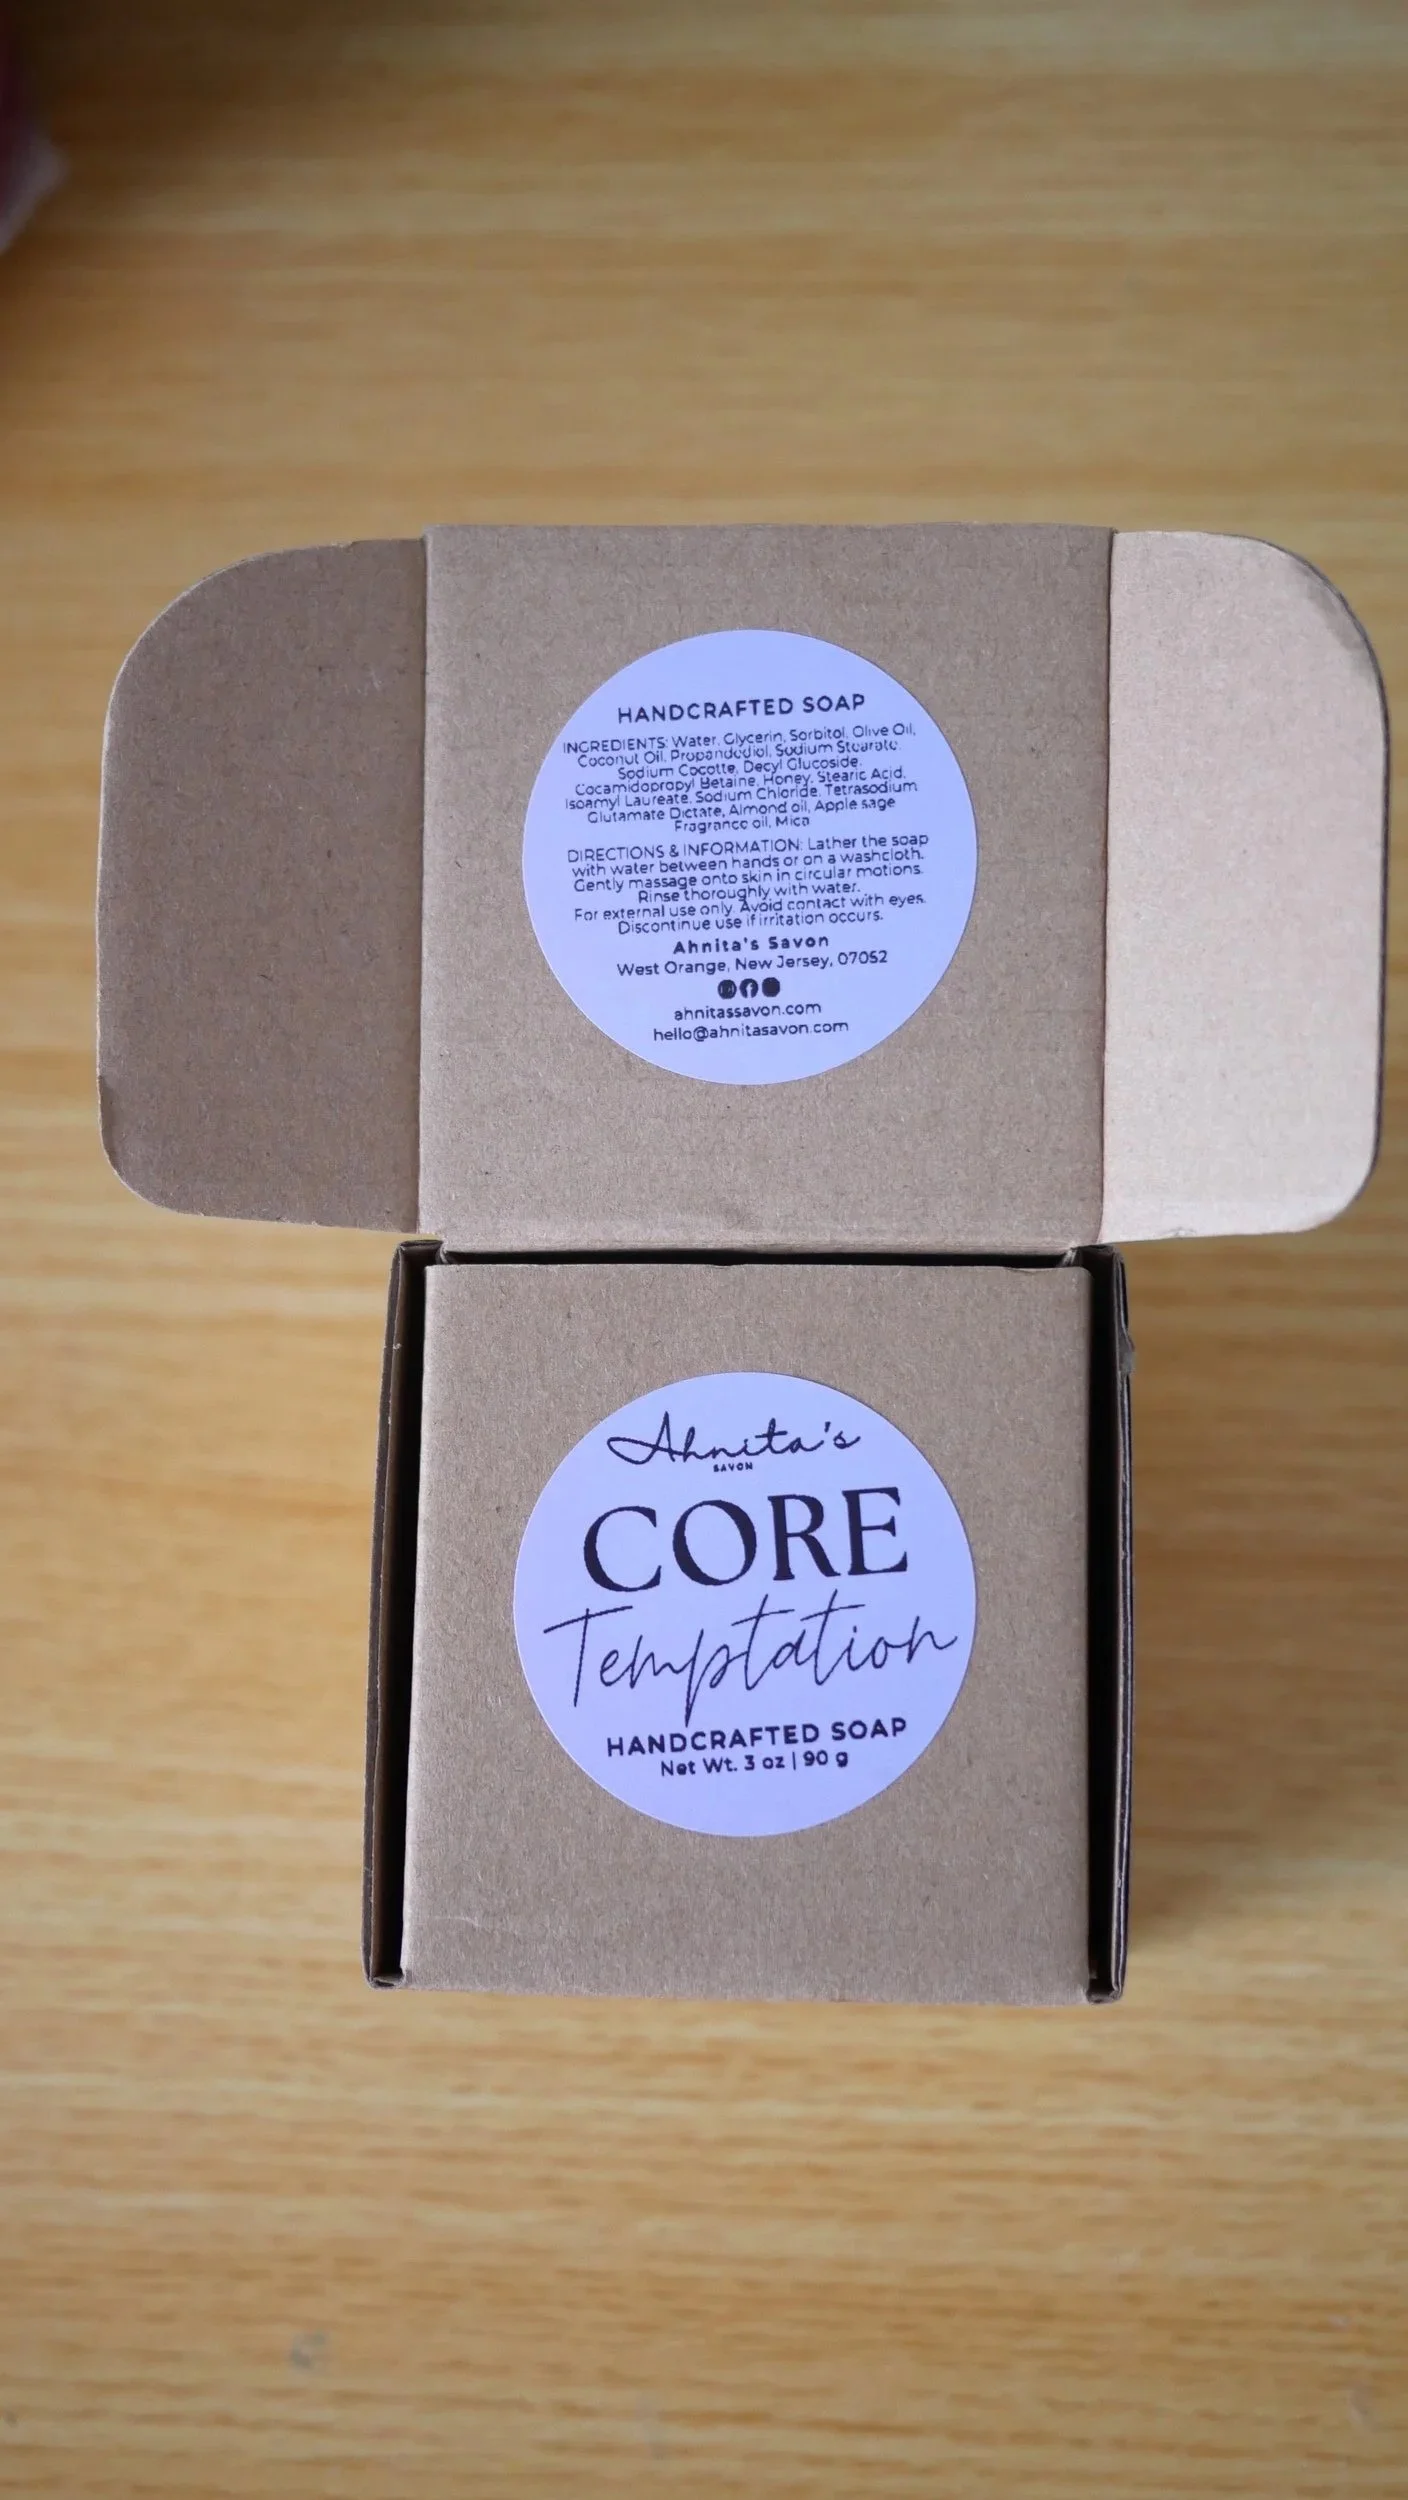 HANDCRAFTED SOAP
INGREDIENTS: Water, Glycerin, Sorbitol, Olive Oil,
Coconut Oil, Propandediol, Sodium Stearate,
Sodium Cocotte, Decyl Glucoside,
Cocamidopropyl Betaine, Honey, Stearic Acid,
Isoamyl Laureate, Sodium Chloride, Tetrasodium
Glutamate Dictate, Almond oil, Apple sage
Fragrance oil, Mica
DIRECTIONS & INFORMATION: Lather the soap
with water between hands or on a washcloth.
Gently massage onto skin in circular motions.
Rinse thoroughly with water.
For external use only. Avoid contact with eyes.
Discontinue use if irritation occurs.
Ahnita's Savon
West Orange, New Jersey, 07052
ahnitassavon.com
hello@ahnitasavon.com
Ahnita's
SAVON
CORE
Temptation
HANDCRAFTED SOAP
Net Wt. 3 oz | 90 g